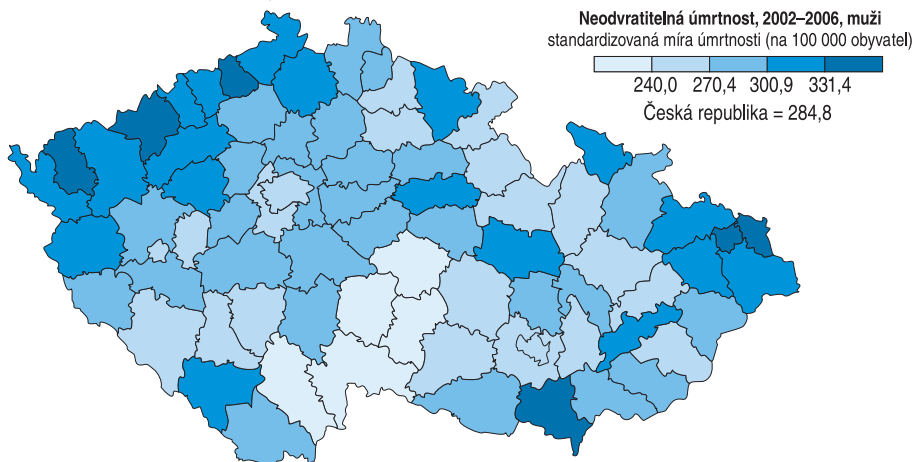 Neodvratitelná úmrtnost, 2002–2006, muži
standardizovaná míra úmrtnosti (na 100 000 obyvatel)
240,0 270,4 300,9 331,4
Česká republika = 284,8